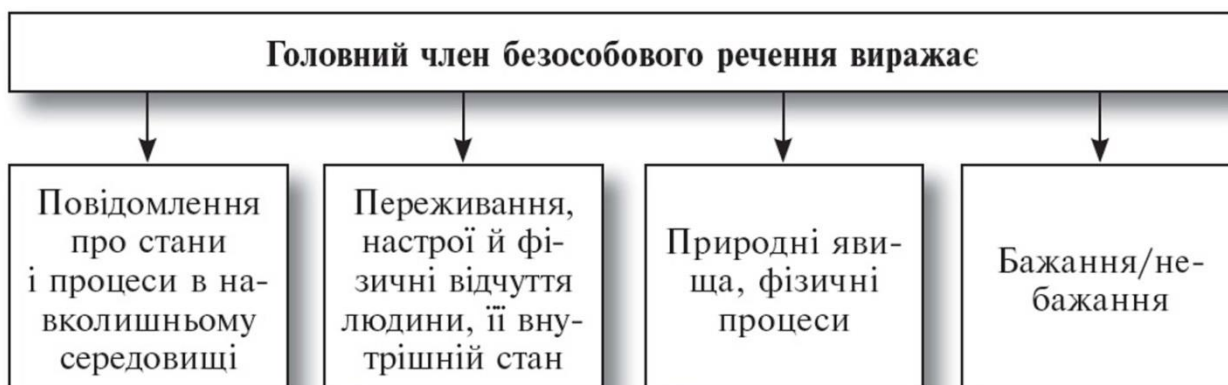 Головний член безособового речення виражає
Повідомлення
про стани
і процеси в на-
вколишньому
середовищі
Переживання,
настрої й фі-
зичні відчуття
людини, її вну-
трішній стан
Природні яви-
ща, фізичні
процеси
Бажання/не-
бажання